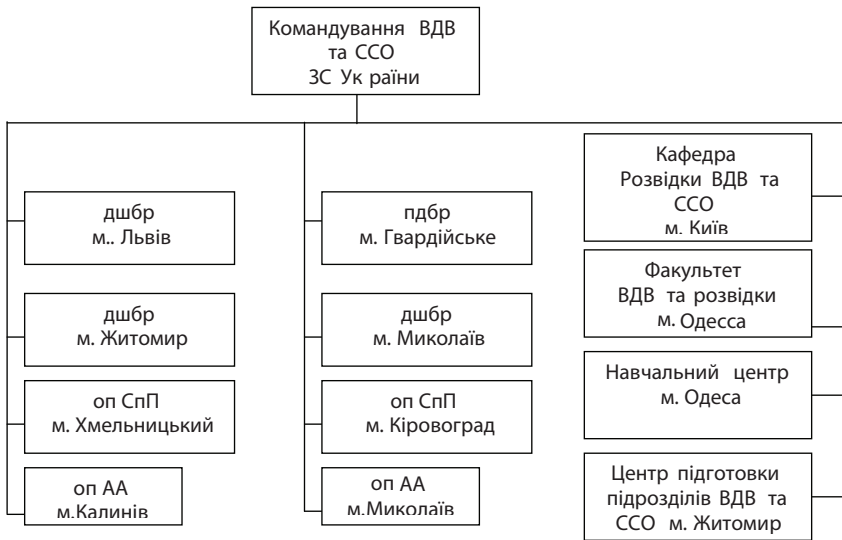 Командування ВДВ
та ССО
ЗС Ук раїни
дшбр
м.. Львів
дшбр
м. Житомир
оп СпП
м. Хмельницький
оп АА
м.Калинів
пдбр
м. Гвардійське
дшбр
м. Миколаїв
оп СпП
м. Кіровоград
оп АА
м.Миколаїв
Кафедра
Розвідки ВДВ та
ССО
м. Київ
Факультет
ВДВ та розвідки
м. Одесса
Навчальний центр
м. Одеса
Центр підготовки
підрозділів ВДВ та
ССО м. Житомир